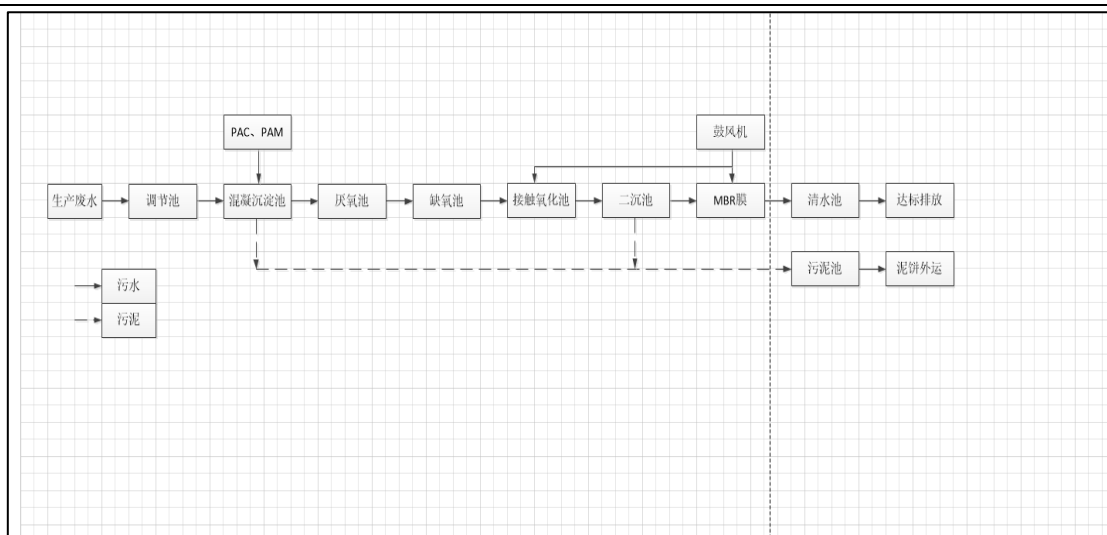 PAC、PAM
鼓风机
生产废水
调节池
混凝沉淀池
厌氧池
缺氧池
接触氧化池
二沉池
MBR膜
清水池
达标排放
污泥池
泥饼外运
污水
污泥